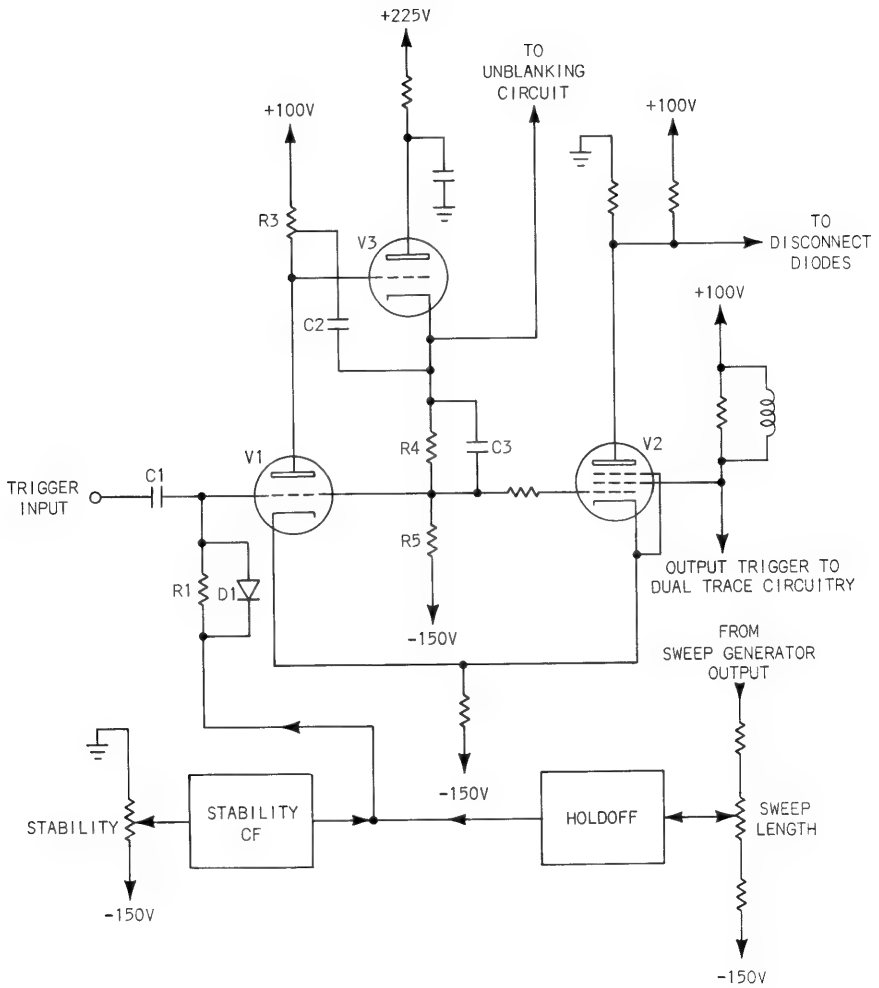 +225V
TO
UNBLANKING
CIRCUIT
+100V
+100V
R3
V3
TO
DISCONNECT
DIODES
C2
+100V
V1
R4
C3
V2
C1
TRIGGER
INPUT
R5
R1
D1
OUTPUT TRIGGER TO
DUAL TRACE CIRCUITRY
-150V
FROM
SWEEP GENERATOR
OUTPUT
-150V
STABILITY
STABILITY
CF
HOLDOFF
SWEEP
LENGTH
-150V
-150V